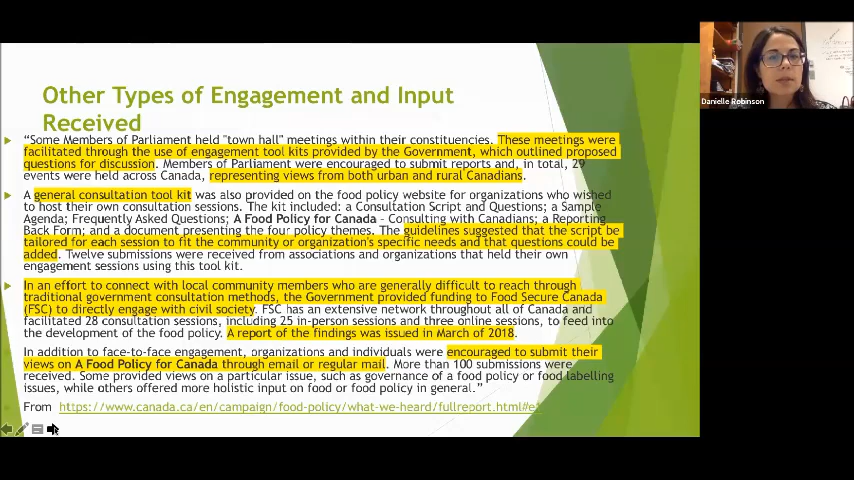 Other Types of Engagement and Input
Received
“Some Members of Parliament held "town hall" meetings within their constituencies. These meetings were
facilitated through the use of engagement tool kits provided by the Government, which outlined proposed
questions for discussion. Members of Parliament were encouraged to submit reports and, in total, 29
events were held across Canada, representing views from both urban and rural Canadians.
A general consultation tool kit was also provided on the food policy website for organizations who wished
to host their own consultation sessions. The kit included: a Consultation Script and Questions; a Sample
Agenda; Frequently Asked Questions; A Food Policy for Canada – Consulting with Canadians; a Reporting
Back Form; and a document presenting the four policy themes. The guidelines suggested that the script be
tailored for each session to fit the community or organization's specific needs and that questions could be
added. Twelve submissions were received from associations and organizations that held their own
engagement sessions using this tool kit.
In an effort to connect with local community members who are generally difficult to reach through
traditional government consultation methods, the Government provided funding to Food Secure Canada
(FSC) to directly engage with civil society. FSC has an extensive network throughout all of Canada and
facilitated 28 consultation sessions, including 25 in-person sessions and three online sessions, to feed into
the development of the food policy. A report of the findings was issued in March of 2018.
In addition to face-to-face engagement, organizations and individuals were encouraged to submit their
views on A Food Policy for Canada through email or regular mail. More than 100 submissions were
received. Some provided views on a particular issue, such as governance of a food policy or food labelling
issues, while others offered more holistic input on food or food policy in general.”
From https://www.canada.ca/en/campaign/food-policy/what-we-heard/fullreport.html#e
Danielle Robinson